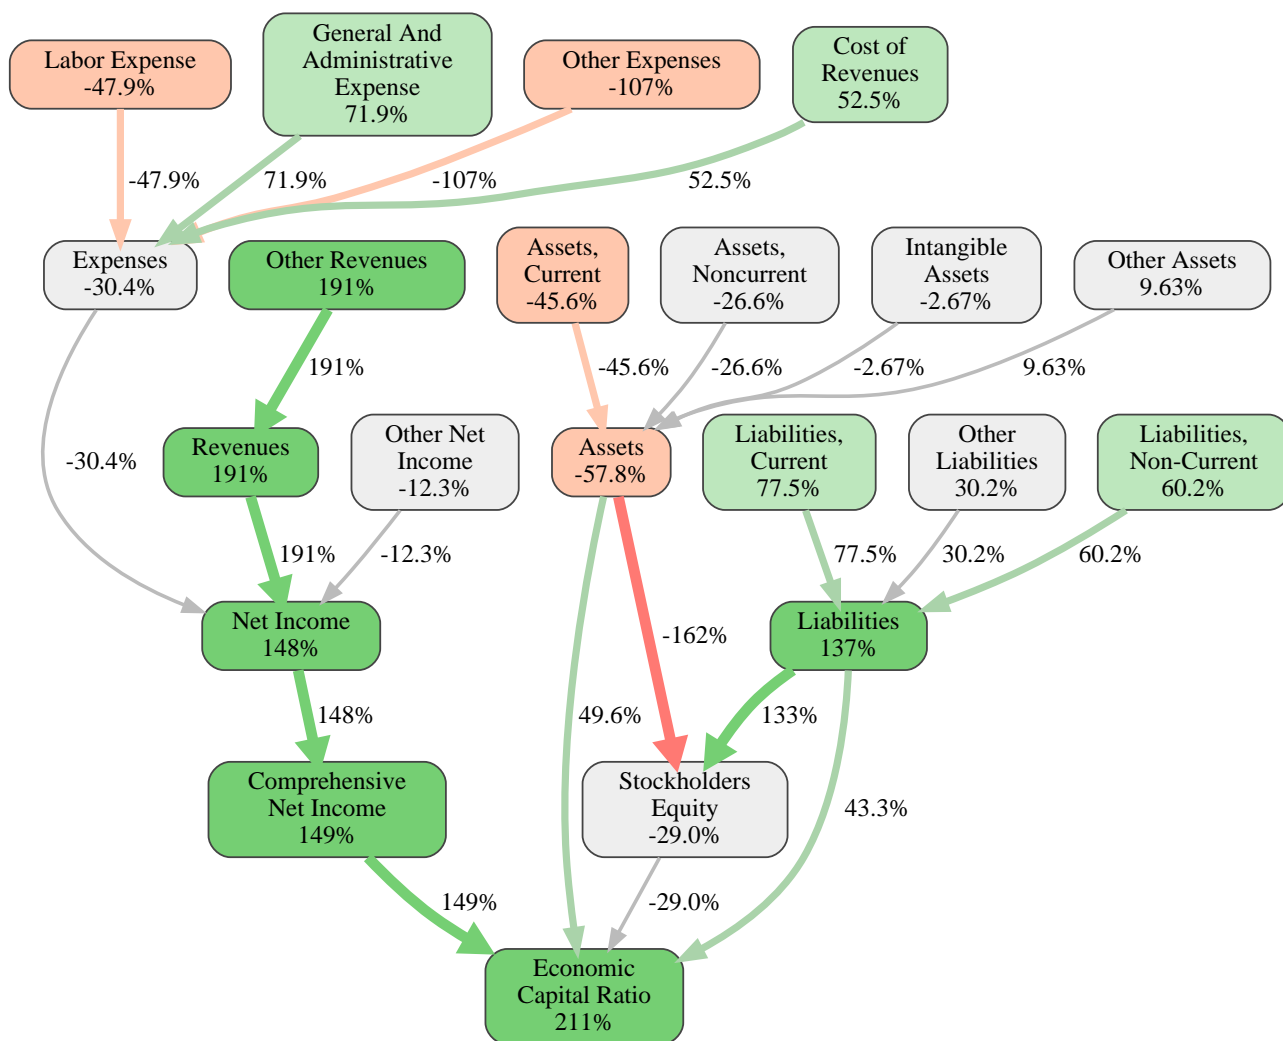 Labor Expense
-47.9%
General And
Administrative
Expense
71.9%
Other Expenses
-107%
Cost of
Revenues
52.5%
-47.9%
71.9%
-107%
52.5%
Expenses
-30.4%
Other Revenues
191%
Assets,
Current
-45.6%
Assets,
Noncurrent
-26.6%
Intangible
Assets
-2.67%
Other Assets
9.63%
191%
-45.6%
-26.6%
-2.67%
9.63%
Revenues
191%
Other Net
Income
-12.3%
Assets
-57.8%
Liabilities,
Current
77.5%
Other
Liabilities
30.2%
Liabilities,
Non-Current
60.2%
-30.4%
191%
-12.3%
77.5%
30.2%
60.2%
Net Income
148%
-162%
Liabilities
137%
148%
49.6%
133%
Comprehensive
Net Income
149%
Stockholders
Equity
-29.0%
43.3%
149%
-29.0%
Economic
Capital Ratio
211%